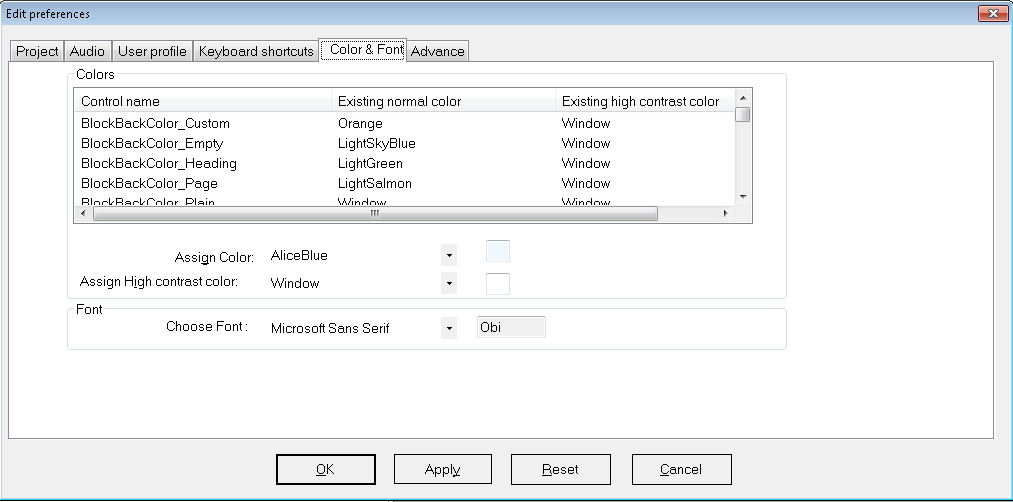 Edit preferences
Project Audio User profile Keyboard shortcuts Color & Font Advance
Colors
Control name Existing normal color Existing high contrast color
BlockBackColor_Custom Orange Window
BlockBackColor_Empty LightSkyBlue Window
BlockBackColor_Heading LightGreen Window
BlockBackColor_Page LightSalmon Window
BlockBackColor_Plain Window Window
Assign Color: AliceBlue
Assign High contrast color: Window
Font
Choose Font : Microsoft Sans Serif Obi
OK Apply Reset Cancel